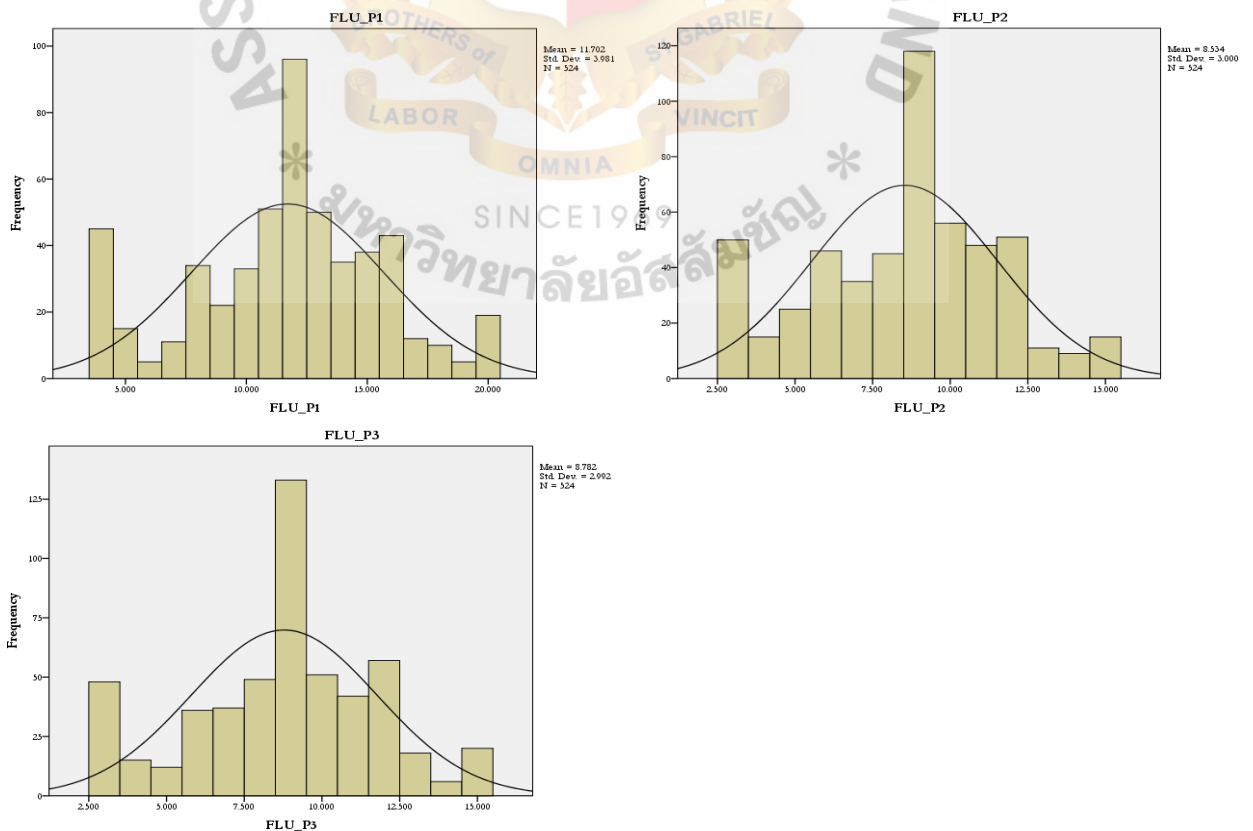 FLU_P1
Mean = 11.702
Std. Dev. = 3.981
N = 524
Frequency
100
80
60
40
20
0
5.000 10.000 15.000 20.000
FLU_P1
FLU_P2
Mean = 8.534
Std. Dev. = 3.000
N = 524
Frequency
120
100
80
60
40
20
0
2.500 5.000 7.500 10.000 12.500 15.000
FLU_P2
BROTHERS of
ST GABRIEL
LABOR
VINCIT
OMNIA
SINCE1969
มหาวิทยาลัยอัสสัมชัญ
FLU_P3
Mean = 8.782
Std. Dev. = 2.992
N = 524
Frequency
125
100
75
50
25
0
2.500 5.000 7.500 10.000 12.500 15.000
FLU_P3